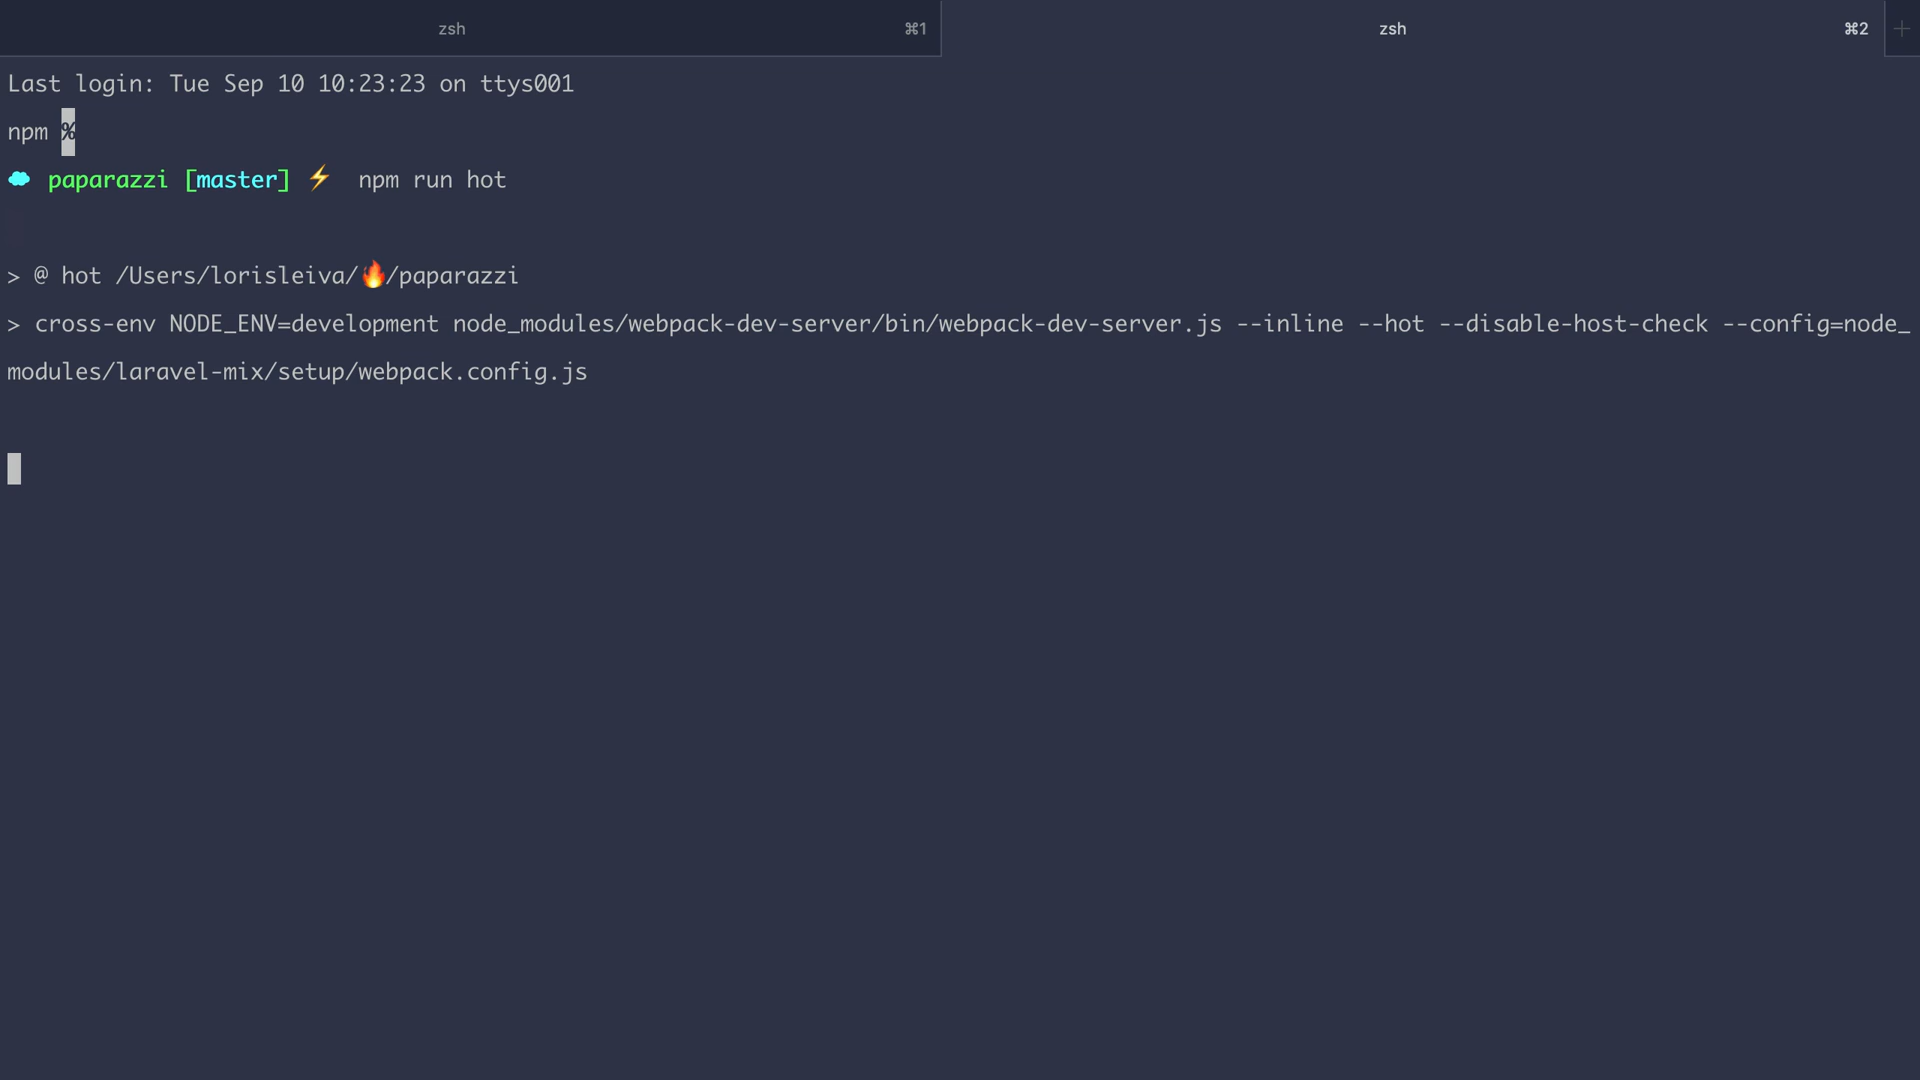 zsh ⌘1 zsh ⌘2 +
Last login: Tue Sep 10 10:23:23 on ttys001
npm %
paparazzi [master] ⚡ npm run hot
> @ hot /Users/lorisleiva/🔥/paparazzi
> cross-env NODE_ENV=development node_modules/webpack-dev-server/bin/webpack-dev-server.js --inline --hot --disable-host-check --config=node_
modules/laravel-mix/setup/webpack.config.js